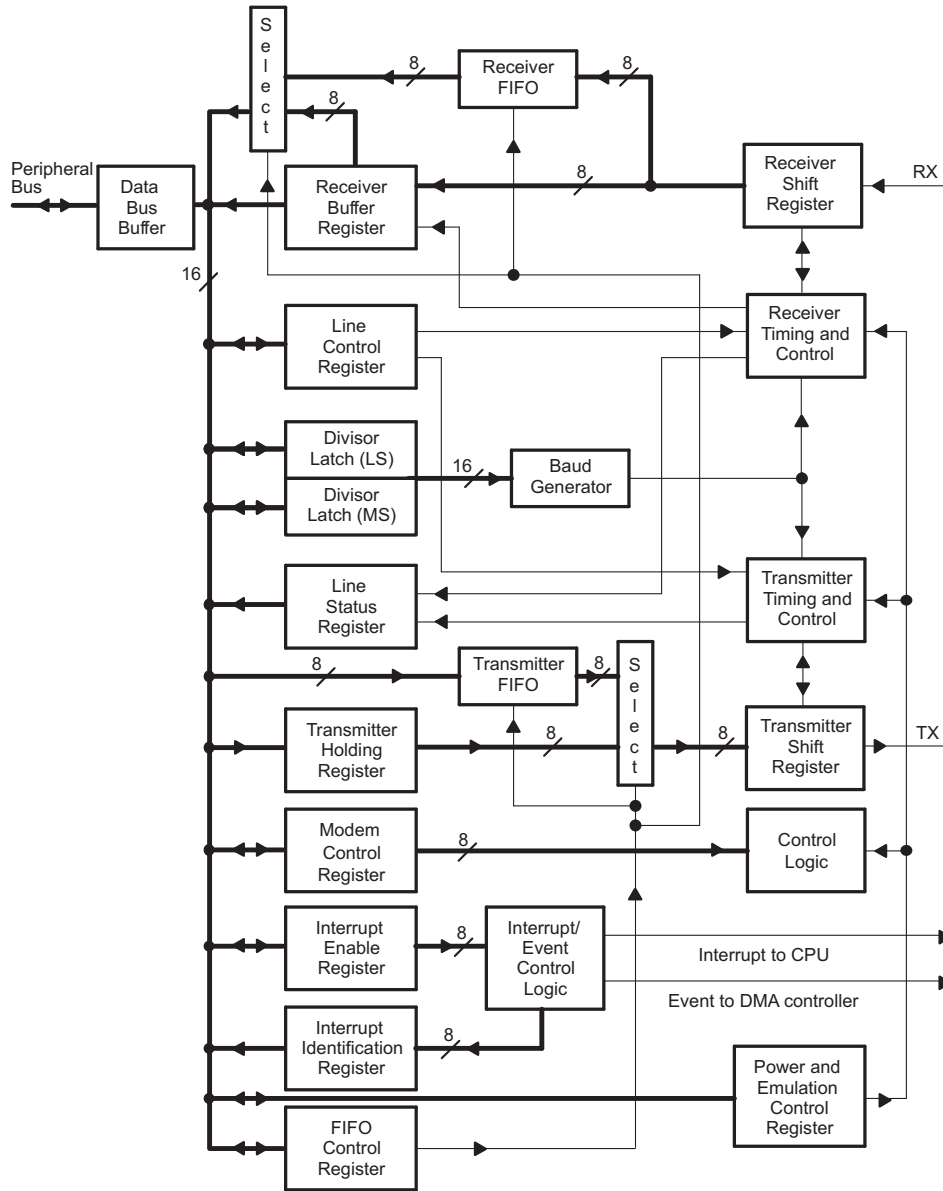 S
e
l
e
c
t
8
Receiver
FIFO
8
8
Peripheral
Bus
Data
Bus
Buffer
Receiver
Buffer
Register
8
Receiver
Shift
Register
RX
16
Line
Control
Register
Receiver
Timing and
Control
Divisor
Latch (LS)
Divisor
Latch (MS)
16
Baud
Generator
Line
Status
Register
Transmitter
Timing and
Control
8
Transmitter
FIFO
8
S
e
l
e
c
t
Transmitter
Holding
Register
8
8
Transmitter
Shift
Register
TX
Modem
Control
Register
8
Control
Logic
Interrupt
Enable
Register
8
Interrupt/
Event
Control
Logic
Interrupt to CPU
Event to DMA controller
Interrupt
Identification
Register
8
Power and
Emulation
Control
Register
FIFO
Control
Register